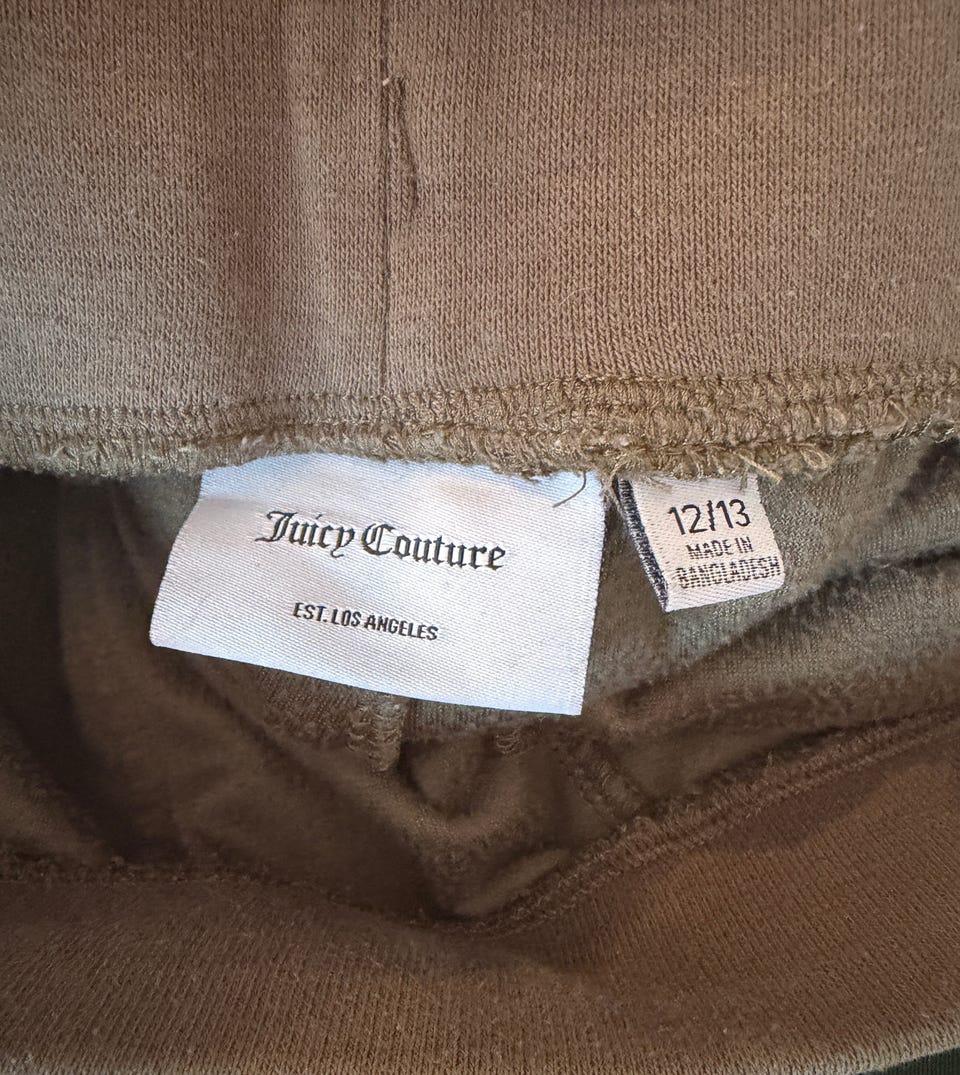 Juicy Couture
EST. LOS ANGELES
12/13
MADE IN
BANGLADESH